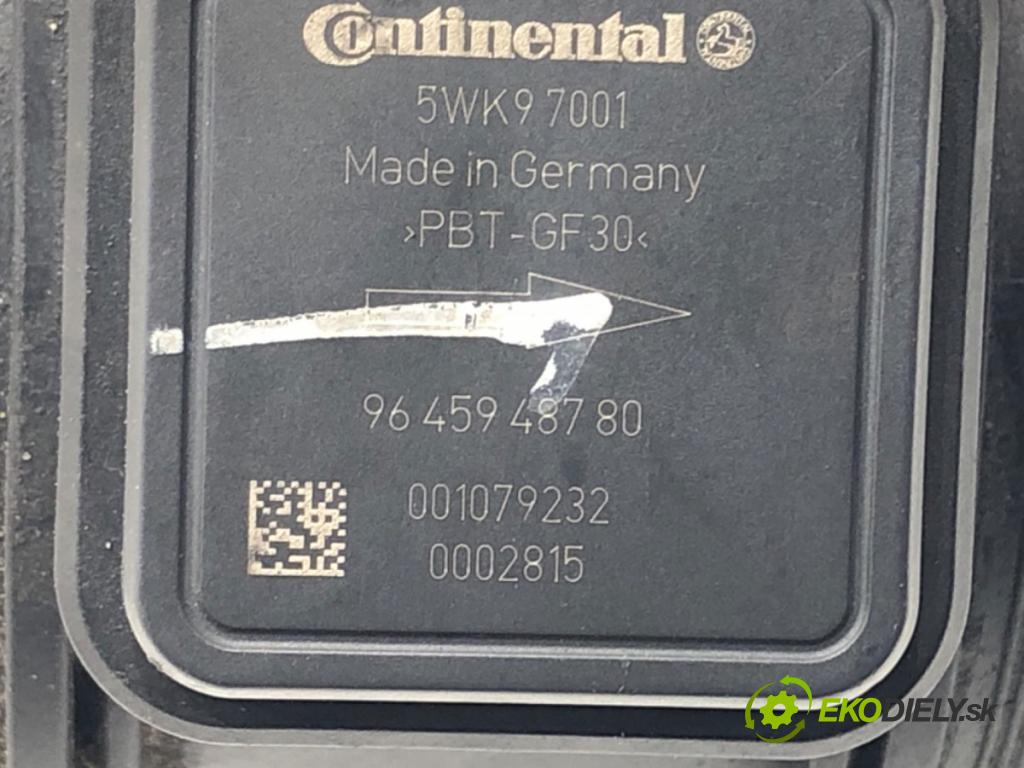 Continental
5WK9 7001
Made in Germany
>PBT-GF30<
96 459 487 80
001079232
0002815
EKODIELY.sk